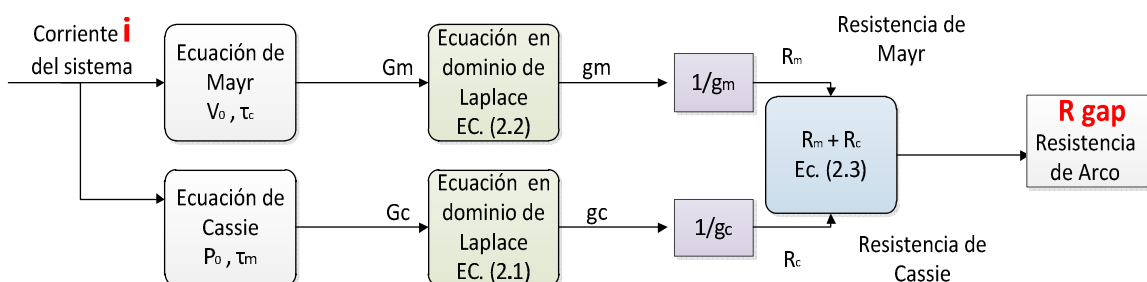 Corriente i
del sistema
Ecuación de
Mayr
V₀ , τc
Gm
Ecuación en
dominio de
Laplace
EC. (2.2)
gm
1/gm
Rm
Resistencia de
Mayr
Ecuación de
Cassie
P₀ , τm
Gc
Ecuación en
dominio de
Laplace
EC. (2.1)
gc
1/gc
Rc
Resistencia de
Cassie
Rm + Rc
Ec. (2.3)
R gap
Resistencia
de Arco